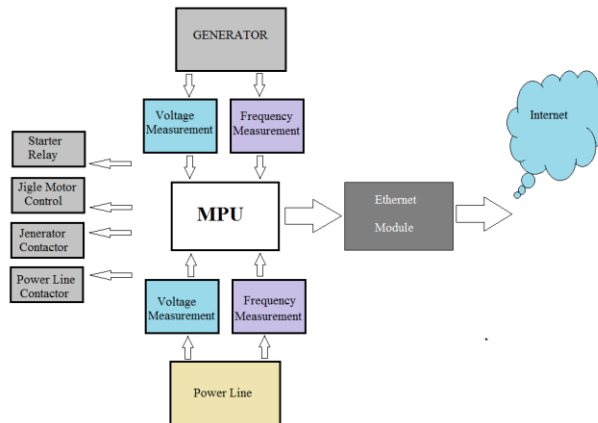 GENERATOR
Voltage
Measurement
Frequency
Measurement
Internet
Starter
Relay
Jigle Motor
Control
Jenerator
Contactor
Power Line
Contactor
MPU
Ethernet
Module
Voltage
Measurement
Frequency
Measurement
Power Line